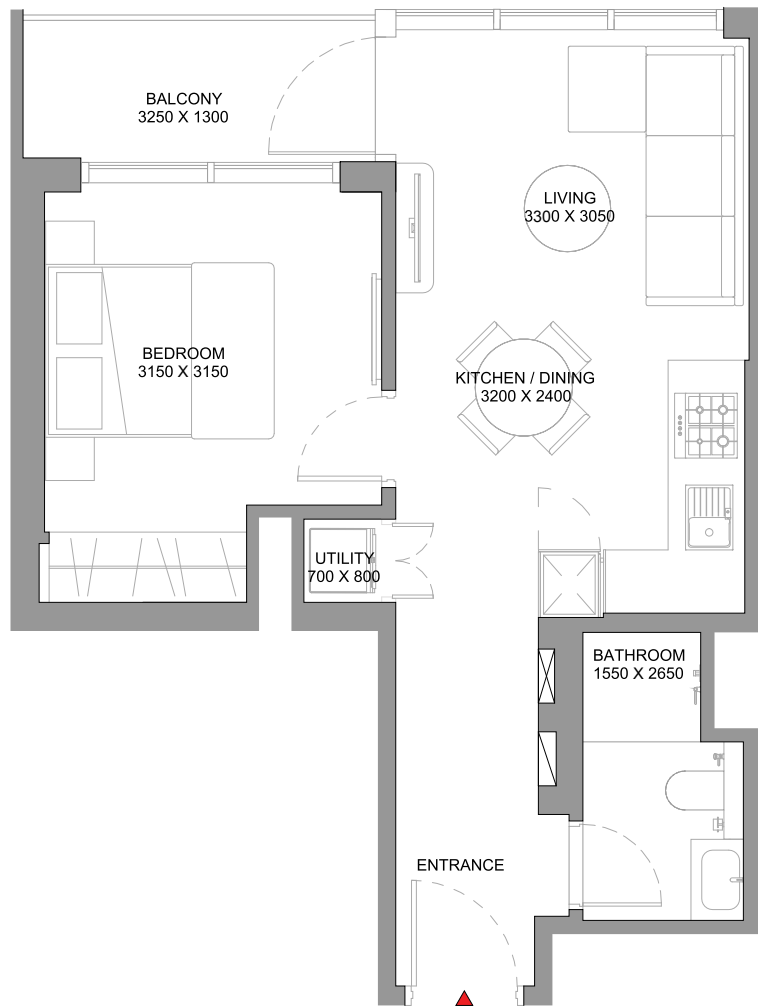 BALCONY
3250 X 1300
LIVING
3300 X 3050
BEDROOM
3150 X 3150
KITCHEN / DINING
3200 X 2400
UTILITY
700 X 800
BATHROOM
1550 X 2650
ENTRANCE